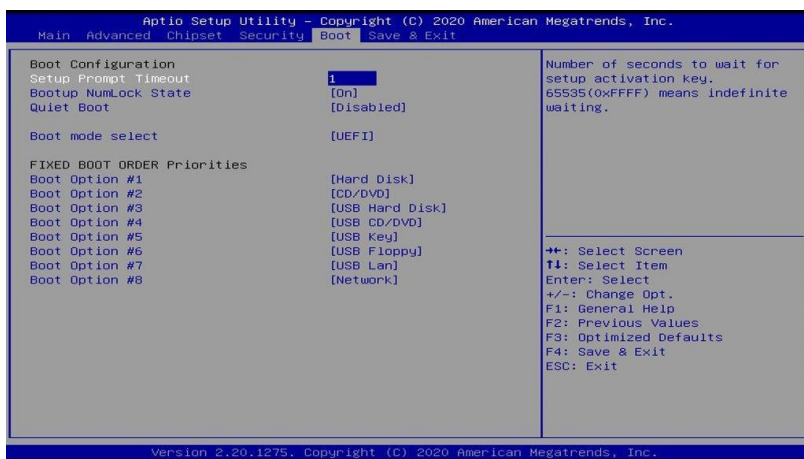 Aptio Setup Utility – Copyright (C) 2020 American Megatrends, Inc.
Main Advanced Chipset Security Boot Save & Exit
Boot Configuration
Setup Prompt Timeout 1
Bootup NumLock State [On]
Quiet Boot [Disabled]
Boot mode select [UEFI]
FIXED BOOT ORDER Priorities
Boot Option #1 [Hard Disk]
Boot Option #2 [CD/DVD]
Boot Option #3 [USB Hard Disk]
Boot Option #4 [USB CD/DVD]
Boot Option #5 [USB Key]
Boot Option #6 [USB Floppy]
Boot Option #7 [USB Lan]
Boot Option #8 [Network]
Number of seconds to wait for
setup activation key.
65535(0xFFFF) means indefinite
waiting.
→←: Select Screen
↑↓: Select Item
Enter: Select
+/-: Change Opt.
F1: General Help
F2: Previous Values
F3: Optimized Defaults
F4: Save & Exit
ESC: Exit
Version 2.20.1275. Copyright (C) 2020 American Megatrends, Inc.